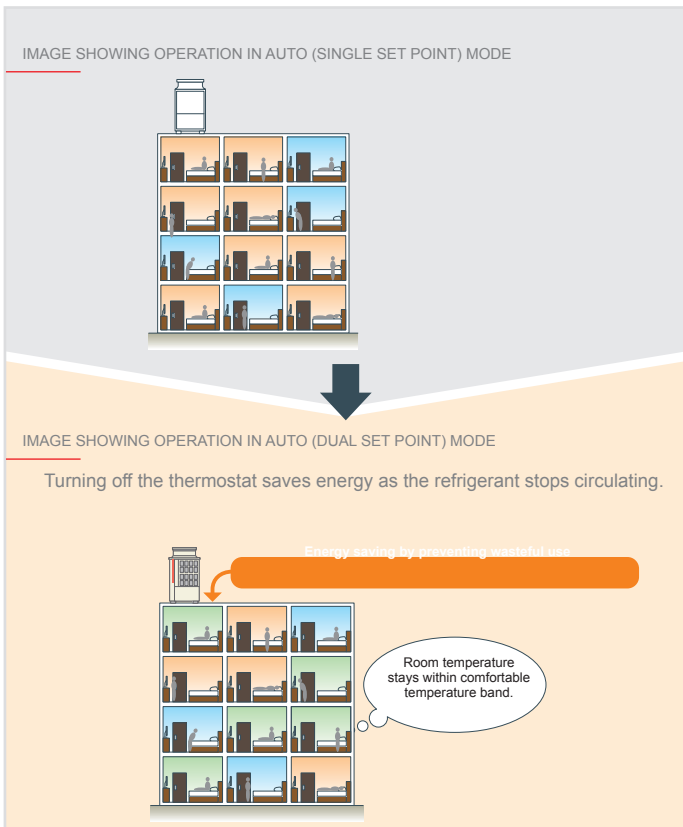 IMAGE SHOWING OPERATION IN AUTO (SINGLE SET POINT) MODE
IMAGE SHOWING OPERATION IN AUTO (DUAL SET POINT) MODE
Turning off the thermostat saves energy as the refrigerant stops circulating.
Energy saving by preventing wasteful use
Room temperature
stays within comfortable
temperature band.